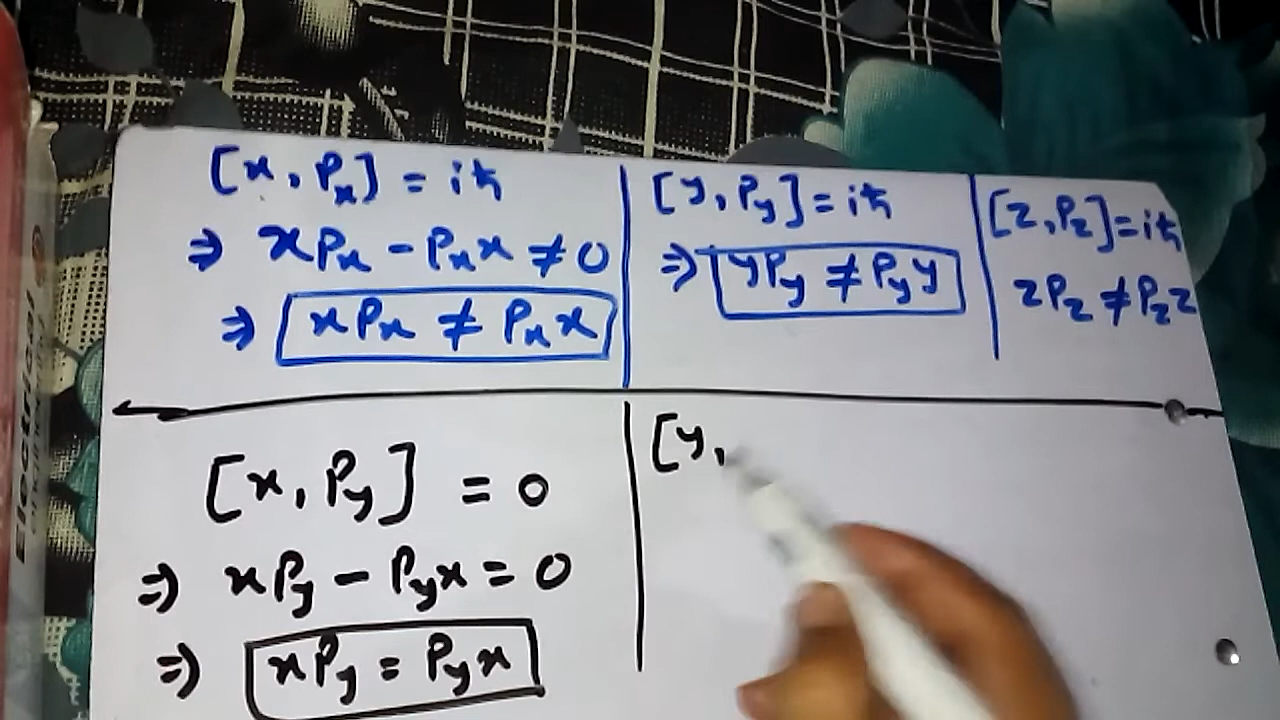 [x, Px] = iħ
⇒ xPx - Pxx ≠ 0
⇒ xPx ≠ Pxx
[y, Py] = iħ
⇒ yPy ≠ Pyy
[z, Pz] = iħ
zPz ≠ Pzz
[x, Py] = 0
⇒ xPy - Pyx = 0
⇒ xPy = Pyx
[y,
Electrical